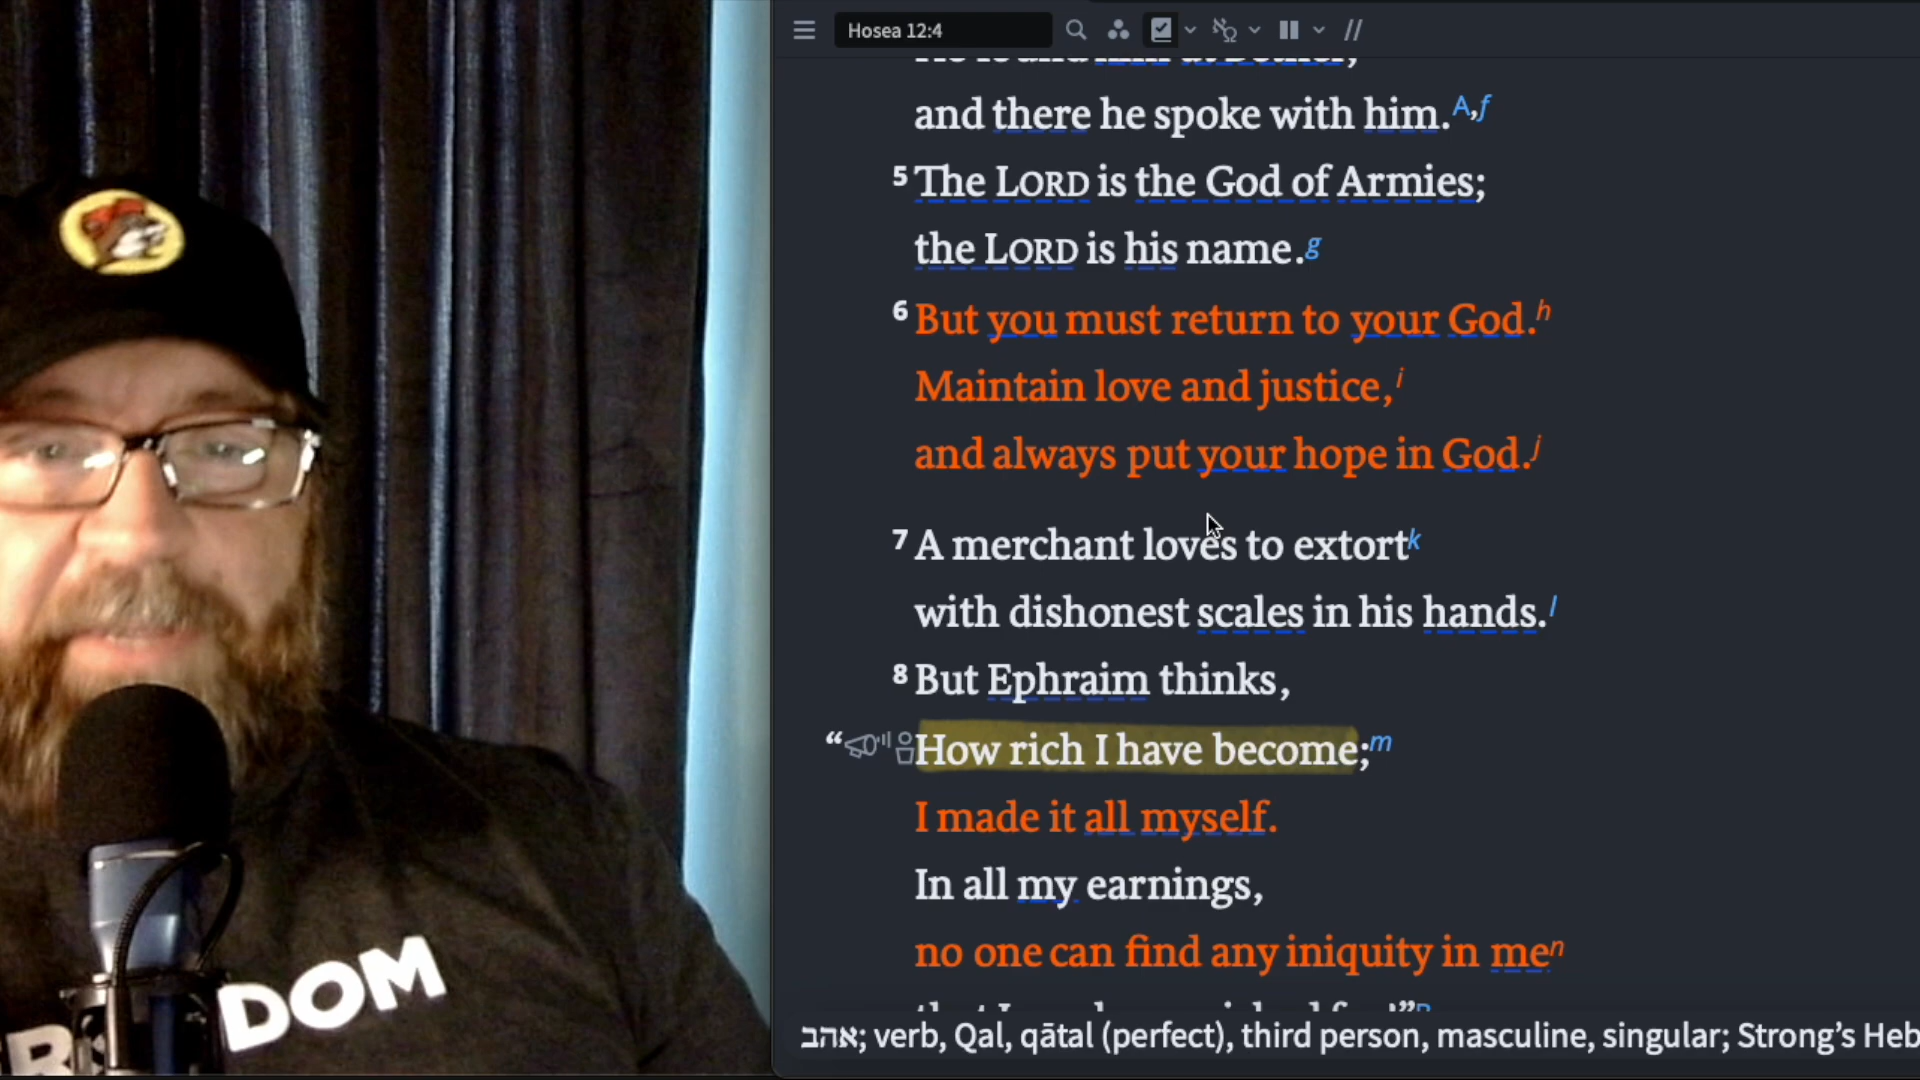 Hosea 12:4
and there he spoke with him.A,f
5 The LORD is the God of Armies;
the LORD is his name.g
6 But you must return to your God.h
Maintain love and justice,i
and always put your hope in God.j
7 A merchant loves to extortk
with dishonest scales in his hands.l
8 But Ephraim thinks,
“How rich I have become;m
I made it all myself.
In all my earnings,
no one can find any iniquity in men
אהב; verb, Qal, qātal (perfect), third person, masculine, singular; Strong’s Heb
DOM